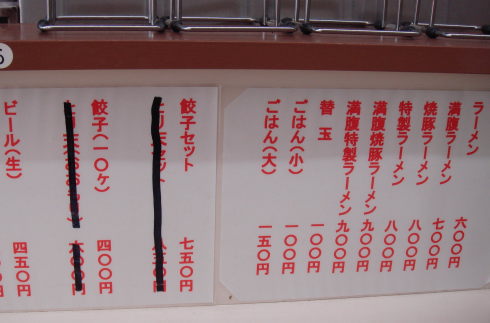 ラーメン 六〇〇円
満腹ラーメン 七〇〇円
焼豚ラーメン 八〇〇円
特製ラーメン 八〇〇円
満腹焼豚ラーメン 九〇〇円
満腹特製ラーメン 九〇〇円
替玉 一〇〇円
ごはん(小) 一〇〇円
ごはん(大) 一五〇円
餃子セット 七五〇円
餃子(一〇ヶ) 四〇〇円
ビール(生) 四五〇円